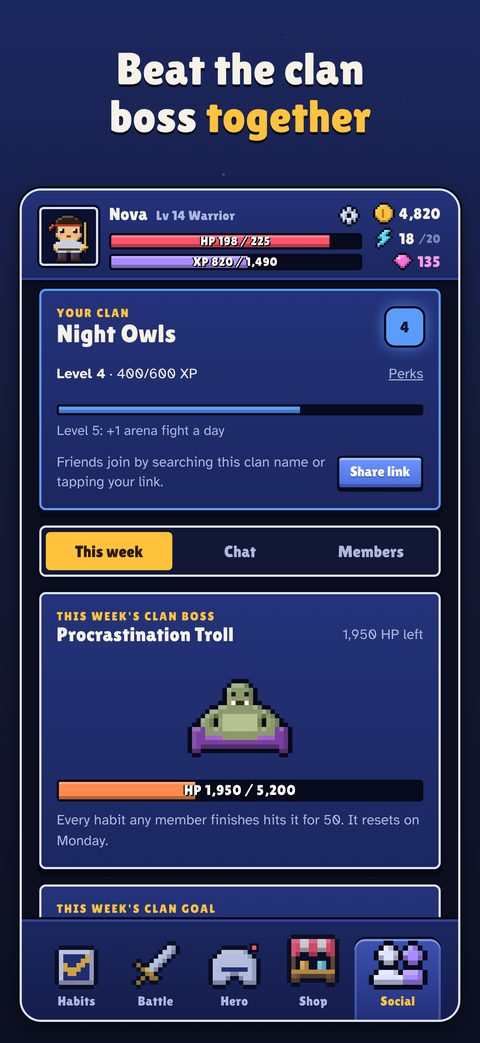 Beat the clan
boss together
Nova Lv 14 Warrior
4,820
HP 198 / 225
18 /20
XP 820 / 1,490
135
YOUR CLAN
Night Owls
4
Level 4 · 400/600 XP
Perks
Level 5: +1 arena fight a day
Friends join by searching this clan name or
tapping your link.
Share link
This week
Chat
Members
THIS WEEK'S CLAN BOSS
Procrastination Troll
1,950 HP left
HP 1,950 / 5,200
Every habit any member finishes hits it for 50. It resets on
Monday.
THIS WEEK'S CLAN GOAL
Habits
Battle
Hero
Shop
Social